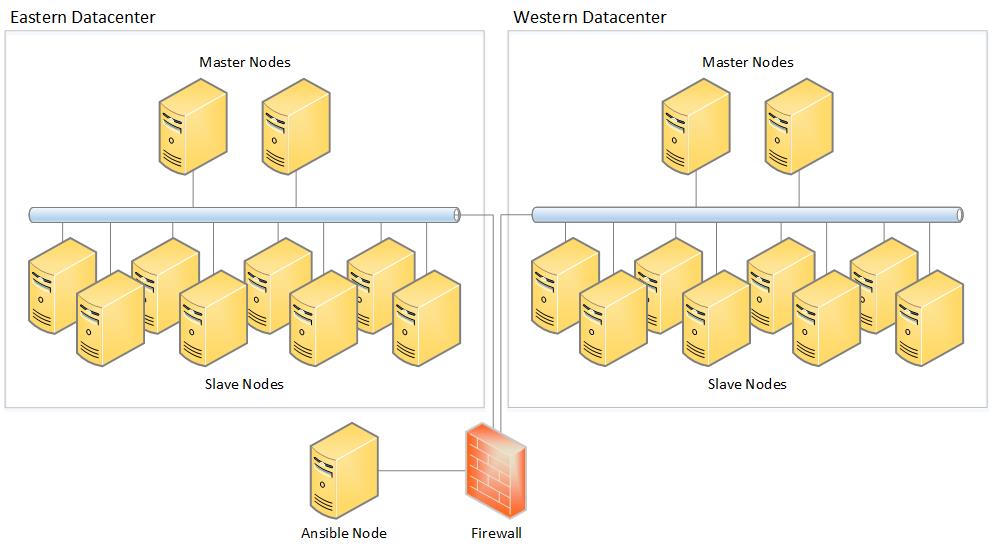 Eastern Datacenter
Western Datacenter
Master Nodes
Master Nodes
Slave Nodes
Slave Nodes
Ansible Node
Firewall